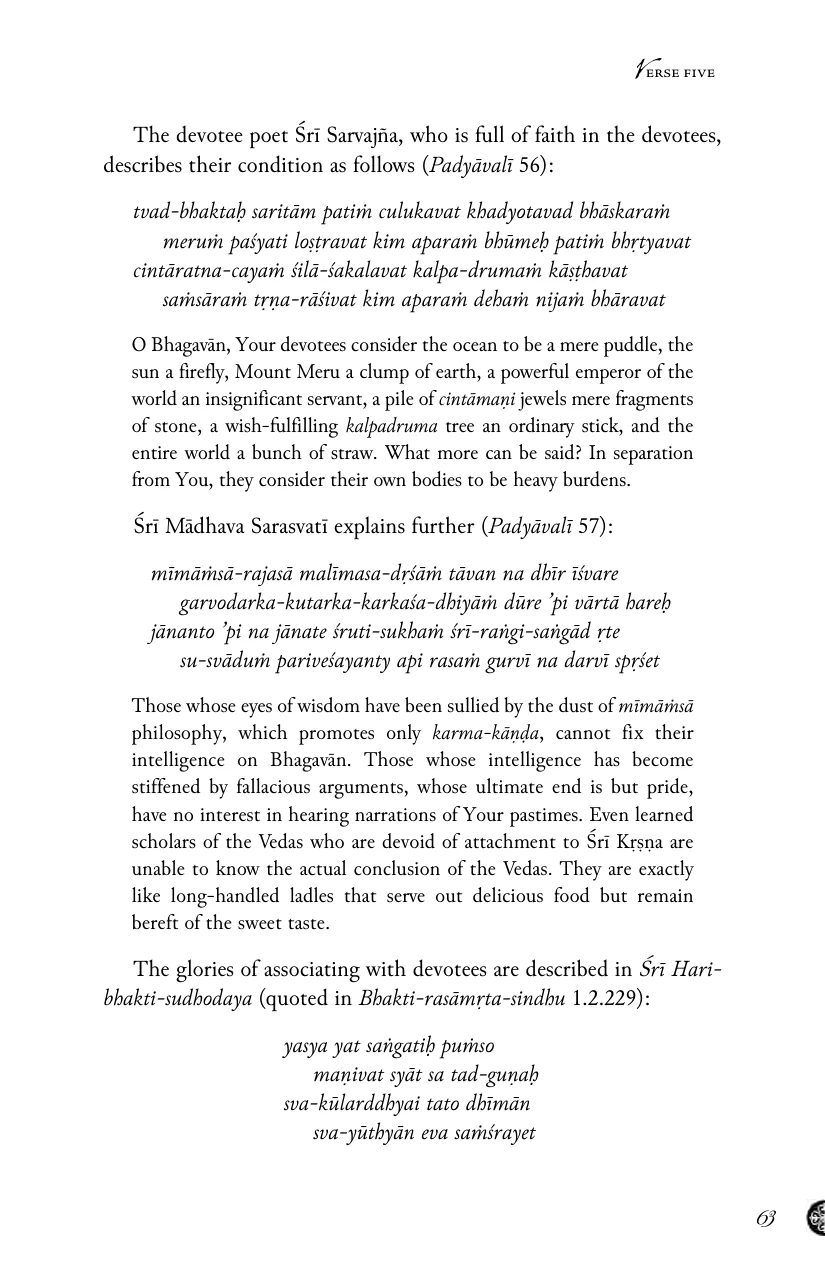 VERSE FIVE
The devotee poet Śrī Sarvajña, who is full of faith in the devotees,
describes their condition as follows (Padyāvalī 56):
tvad-bhaktaḥ saritām patiṁ culukavat khadyotavad bhāskaraṁ
meruṁ paśyati loṣṭravat kim aparaṁ bhūmeḥ patiṁ bhṛtyavat
cintāratna-cayaṁ śilā-śakalavat kalpa-drumaṁ kāṣṭhavat
saṁsāraṁ tṛṇa-rāśivat kim aparaṁ dehaṁ nijaṁ bhāravat
O Bhagavān, Your devotees consider the ocean to be a mere puddle, the
sun a firefly, Mount Meru a clump of earth, a powerful emperor of the
world an insignificant servant, a pile of cintāmaṇi jewels mere fragments
of stone, a wish-fulfilling kalpadruma tree an ordinary stick, and the
entire world a bunch of straw. What more can be said? In separation
from You, they consider their own bodies to be heavy burdens.
Śrī Mādhava Sarasvatī explains further (Padyāvalī 57):
mīmāṁsā-rajasā malīmasa-dṛśāṁ tāvan na dhīr īśvare
garvodarka-kutarka-karkaśa-dhiyāṁ dūre ’pi vārtā hareḥ
jānanto ’pi na jānate śruti-sukhaṁ śrī-raṅgi-saṅgād ṛte
su-svāduṁ pariveśayanty api rasaṁ gurvī na darvī spṛśet
Those whose eyes of wisdom have been sullied by the dust of mīmāṁsā
philosophy, which promotes only karma-kāṇḍa, cannot fix their
intelligence on Bhagavān. Those whose intelligence has become
stiffened by fallacious arguments, whose ultimate end is but pride,
have no interest in hearing narrations of Your pastimes. Even learned
scholars of the Vedas who are devoid of attachment to Śrī Kṛṣṇa are
unable to know the actual conclusion of the Vedas. They are exactly
like long-handled ladles that serve out delicious food but remain
bereft of the sweet taste.
The glories of associating with devotees are described in Śrī Hari-
bhakti-sudhodaya (quoted in Bhakti-rasāmṛta-sindhu 1.2.229):
yasya yat saṅgatiḥ puṁso
maṇivat syāt sa tad-guṇaḥ
sva-kūlarddhyai tato dhīmān
sva-yūthyān eva saṁśrayet
63